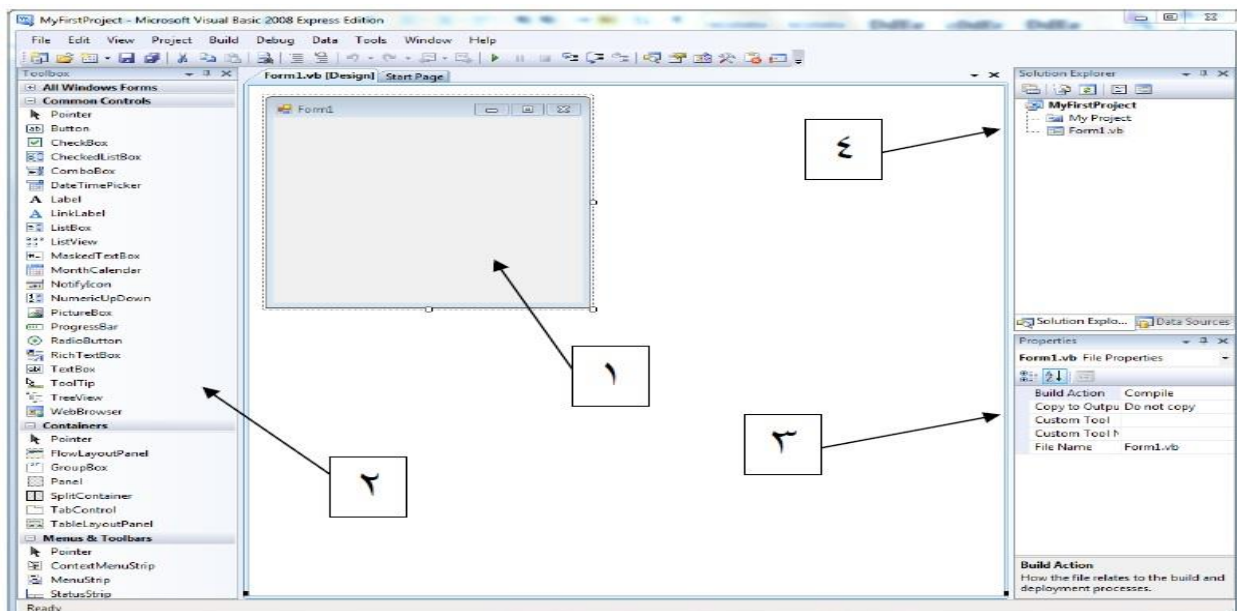 MyFirstProject - Microsoft Visual Basic 2008 Express Edition
File Edit View Project Build Debug Data Tools Window Help
Toolbox
All Windows Forms
Common Controls
Pointer
Button
CheckBox
CheckedListBox
ComboBox
DateTimePicker
A Label
A LinkLabel
ListBox
ListView
MaskedTextBox
MonthCalendar
NotifyIcon
NumericUpDown
PictureBox
ProgressBar
RadioButton
RichTextBox
TextBox
ToolTip
TreeView
WebBrowser
Containers
Pointer
FlowLayoutPanel
GroupBox
Panel
SplitContainer
TabControl
TableLayoutPanel
Menus & Toolbars
Pointer
ContextMenuStrip
MenuStrip
StatusStrip
Ready
Form1.vb [Design] Start Page
Form1
١
٢
٣
٤
Solution Explorer
MyFirstProject
My Project
Form1.vb
Solution Explo... Data Sources
Properties
Form1.vb File Properties
Build Action Compile
Copy to Outpu Do not copy
Custom Tool
Custom Tool N
File Name Form1.vb
Build Action
How the file relates to the build and
deployment processes.